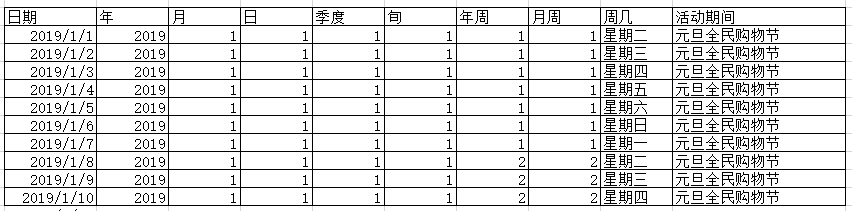 日期 年 月 日 季度 旬 年周 月周 周几 活动期间
2019/1/1 2019 1 1 1 1 1 1 星期二 元旦全民购物节
2019/1/2 2019 1 1 1 1 1 1 星期三 元旦全民购物节
2019/1/3 2019 1 1 1 1 1 1 星期四 元旦全民购物节
2019/1/4 2019 1 1 1 1 1 1 星期五 元旦全民购物节
2019/1/5 2019 1 1 1 1 1 1 星期六 元旦全民购物节
2019/1/6 2019 1 1 1 1 1 1 星期日 元旦全民购物节
2019/1/7 2019 1 1 1 1 1 1 星期一 元旦全民购物节
2019/1/8 2019 1 1 1 1 2 2 星期二 元旦全民购物节
2019/1/9 2019 1 1 1 1 2 2 星期三 元旦全民购物节
2019/1/10 2019 1 1 1 1 2 2 星期四 元旦全民购物节